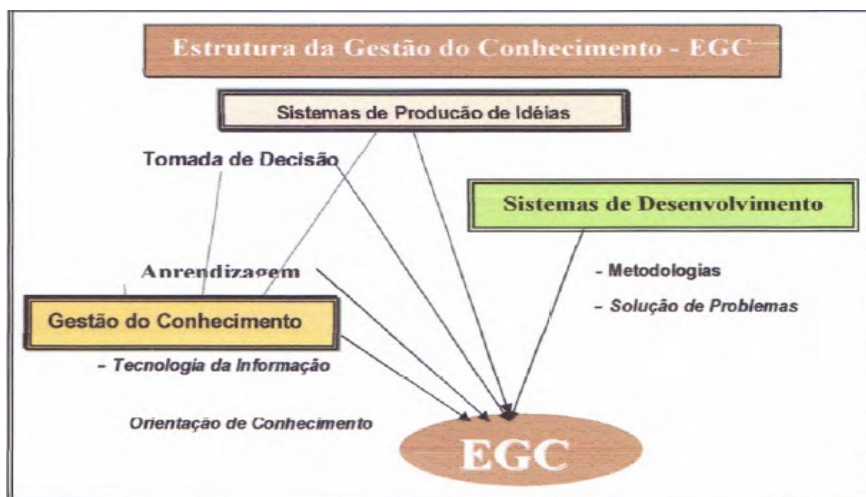 Estrutura da Gestão do Conhecimento - EGC
Sistemas de Produção de Idéias
Tomada de Decisão
Sistemas de Desenvolvimento
Aprendizagem
- Metodologias
- Solução de Problemas
Gestão do Conhecimento
- Tecnologia da Informação
Orientação de Conhecimento
EGC